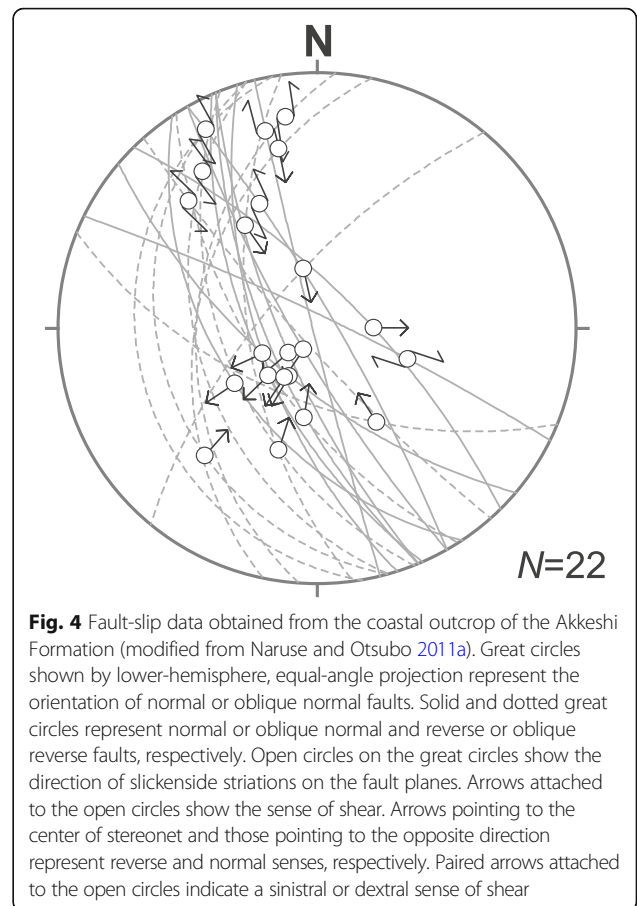 N
N=22
Fig. 4 Fault-slip data obtained from the coastal outcrop of the Akkeshi
Formation (modified from Naruse and Otsubo 2011a). Great circles
shown by lower-hemisphere, equal-angle projection represent the
orientation of normal or oblique normal faults. Solid and dotted great
circles represent normal or oblique normal and reverse or oblique
reverse faults, respectively. Open circles on the great circles show the
direction of slickenside striations on the fault planes. Arrows attached
to the open circles show the sense of shear. Arrows pointing to the
center of stereonet and those pointing to the opposite direction
represent reverse and normal senses, respectively. Paired arrows attached
to the open circles indicate a sinistral or dextral sense of shear